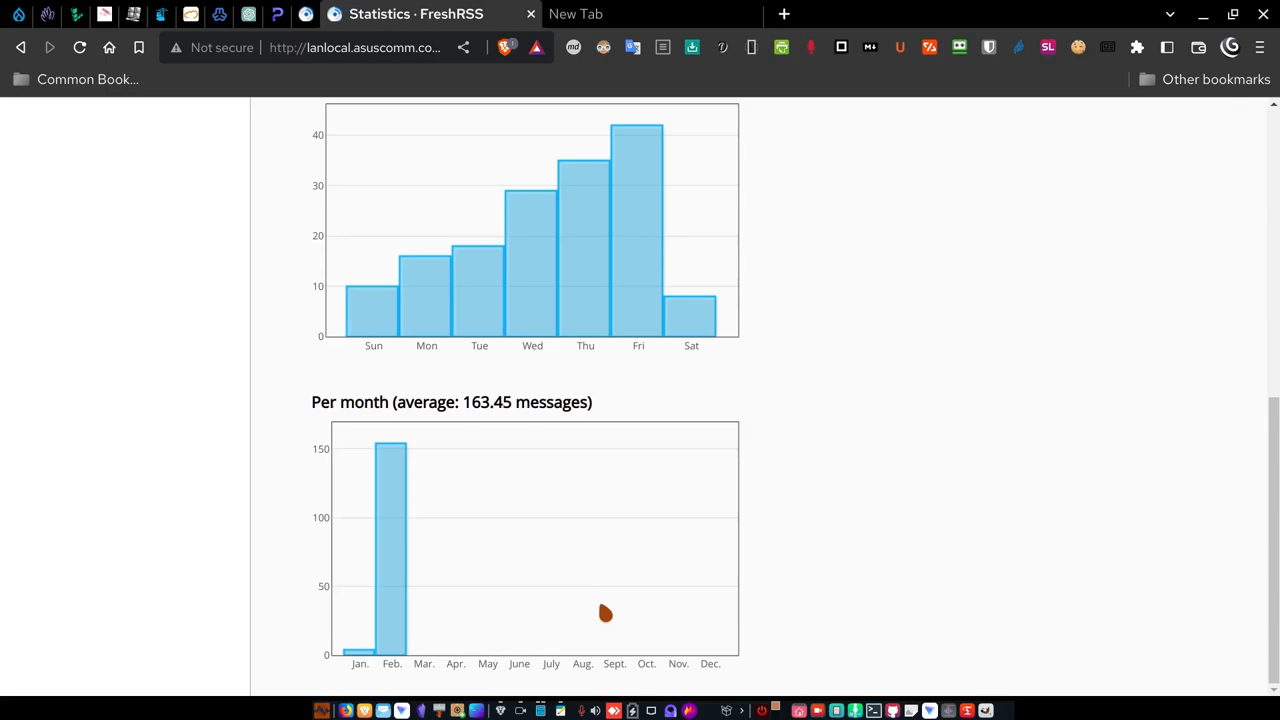 Statistics · FreshRSS
New Tab
Not secure
http://lanlocal.asuscomm.co...
Common Book...
Other bookmarks
40
30
20
10
0
Sun Mon Tue Wed Thu Fri Sat
Per month (average: 163.45 messages)
150
100
50
0
Jan. Feb. Mar. Apr. May June July Aug. Sept. Oct. Nov. Dec.